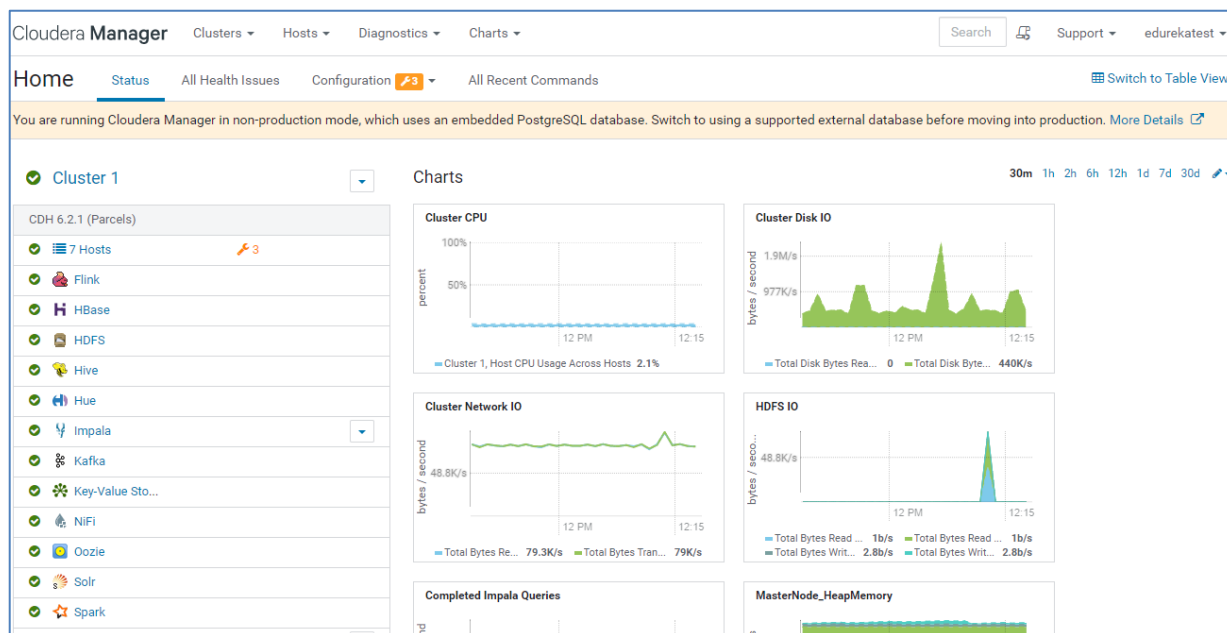 Cloudera Manager Clusters Hosts Diagnostics Charts Search Support edurekatest
Home Status All Health Issues Configuration 3 All Recent Commands Switch to Table View
You are running Cloudera Manager in non-production mode, which uses an embedded PostgreSQL database. Switch to using a supported external database before moving into production. More Details
Cluster 1
CDH 6.2.1 (Parcels)
7 Hosts 3
Flink
HBase
HDFS
Hive
Hue
Impala
Kafka
Key-Value Sto...
NiFi
Oozie
Solr
Spark
Charts 30m 1h 2h 6h 12h 1d 7d 30d
Cluster CPU
percent
100%
50%
12 PM 12:15
Cluster 1, Host CPU Usage Across Hosts 2.1%
Cluster Disk IO
bytes / second
1.9M/s
977K/s
12 PM 12:15
Total Disk Bytes Rea... 0 Total Disk Byte... 440K/s
Cluster Network IO
bytes / second
48.8K/s
12 PM 12:15
Total Bytes Re... 79.3K/s Total Bytes Tran... 79K/s
HDFS IO
bytes / seco...
48.8K/s
12 PM 12:15
Total Bytes Read ... 1b/s Total Bytes Read ... 1b/s
Total Bytes Writ... 2.8b/s Total Bytes Writ... 2.8b/s
Completed Impala Queries
MasterNode_HeapMemory